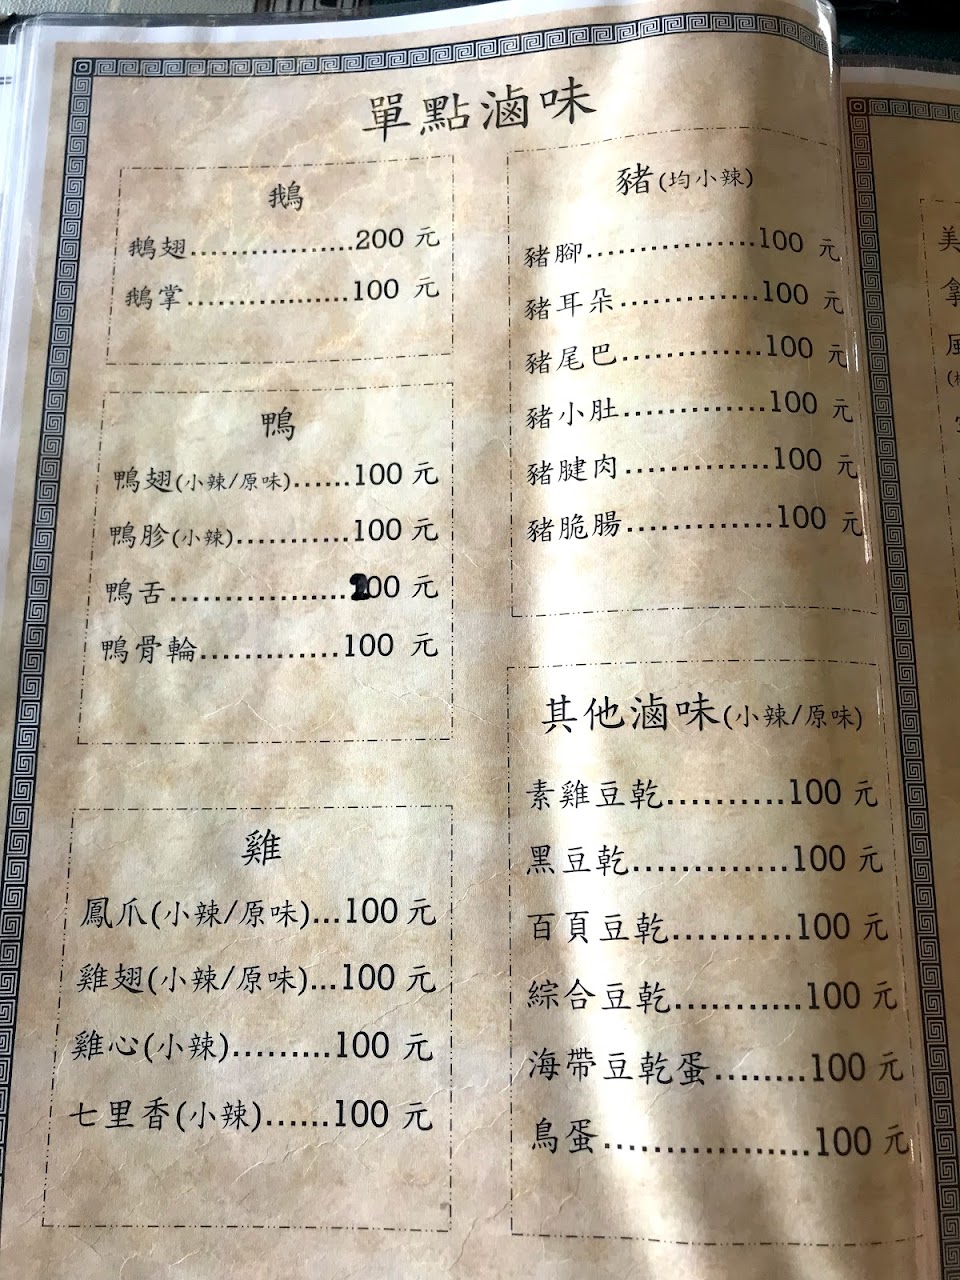 單點滷味
鵝
鵝翅................200 元
鵝掌................100 元
鴨
鴨翅(小辣/原味)......100 元
鴨胗(小辣)...........100 元
鴨舌.................200 元
鴨骨輪.............100 元
雞
鳳爪(小辣/原味)...100 元
雞翅(小辣/原味)...100 元
雞心(小辣).........100 元
七里香(小辣)......100 元
豬(均小辣)
豬腳................100 元
豬耳朵.............100 元
豬尾巴.............100 元
豬小肚.............100 元
豬腱肉.............100 元
豬脆腸.............100 元
其他滷味(小辣/原味)
素雞豆乾..........100 元
黑豆乾.............100 元
百頁豆乾..........100 元
綜合豆乾..........100 元
海帶豆乾蛋........100 元
鳥蛋.................100 元
美
拿